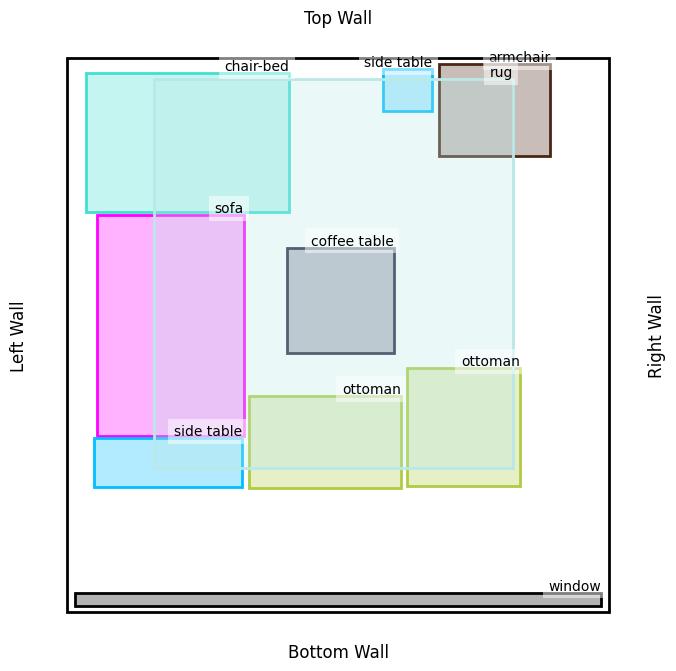 Top Wall
armchair
side table
chair-bed
rug
sofa
coffee table
Left Wall
Right Wall
ottoman
ottoman
side table
window
Bottom Wall